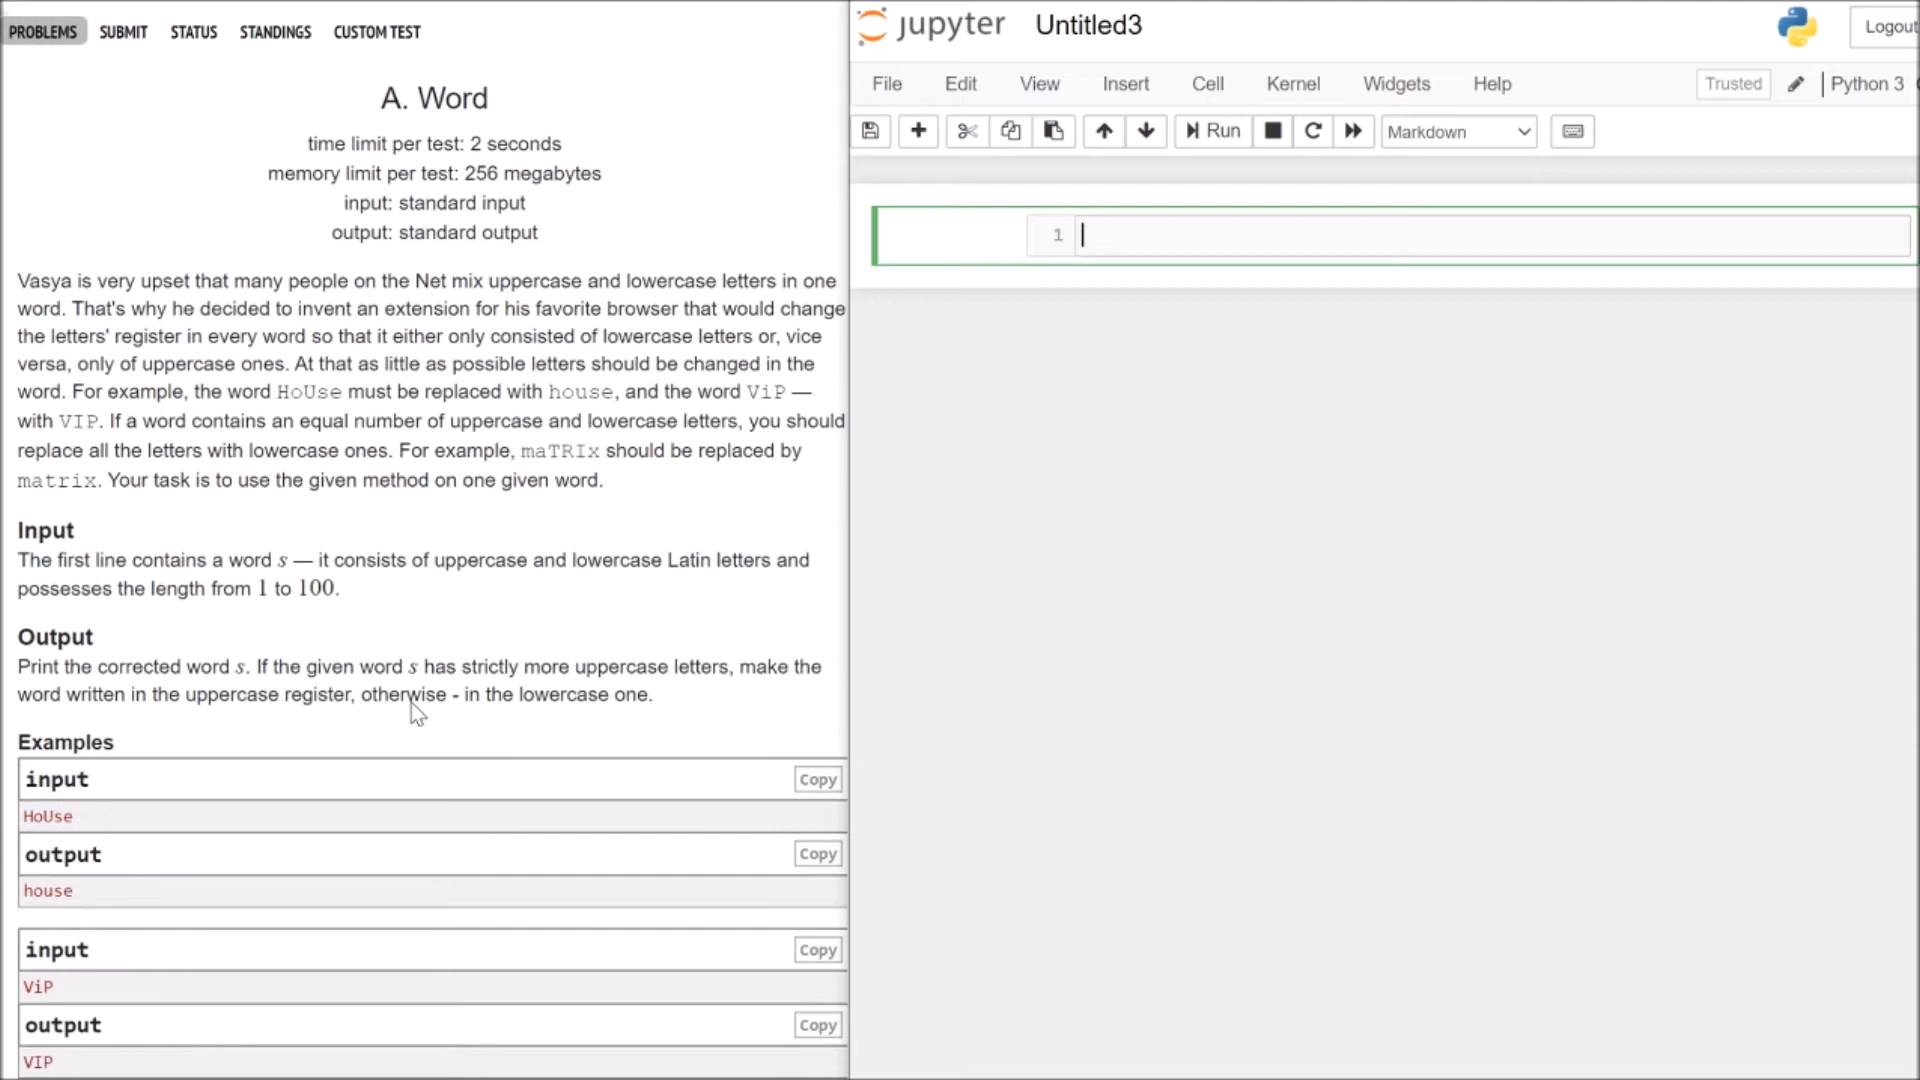 PROBLEMS SUBMIT STATUS STANDINGS CUSTOM TEST
A. Word
time limit per test: 2 seconds
memory limit per test: 256 megabytes
input: standard input
output: standard output
Vasya is very upset that many people on the Net mix uppercase and lowercase letters in one
word. That's why he decided to invent an extension for his favorite browser that would change
the letters' register in every word so that it either only consisted of lowercase letters or, vice
versa, only of uppercase ones. At that as little as possible letters should be changed in the
word. For example, the word HoUse must be replaced with house, and the word ViP —
with VIP. If a word contains an equal number of uppercase and lowercase letters, you should
replace all the letters with lowercase ones. For example, maTRIx should be replaced by
matrix. Your task is to use the given method on one given word.
Input
The first line contains a word s — it consists of uppercase and lowercase Latin letters and
possesses the length from 1 to 100.
Output
Print the corrected word s. If the given word s has strictly more uppercase letters, make the
word written in the uppercase register, otherwise - in the lowercase one.
Examples
input Copy
HoUse
output Copy
house
input Copy
ViP
output Copy
VIP
jupyter Untitled3 Logout
File Edit View Insert Cell Kernel Widgets Help Trusted Python 3
Run Markdown
1